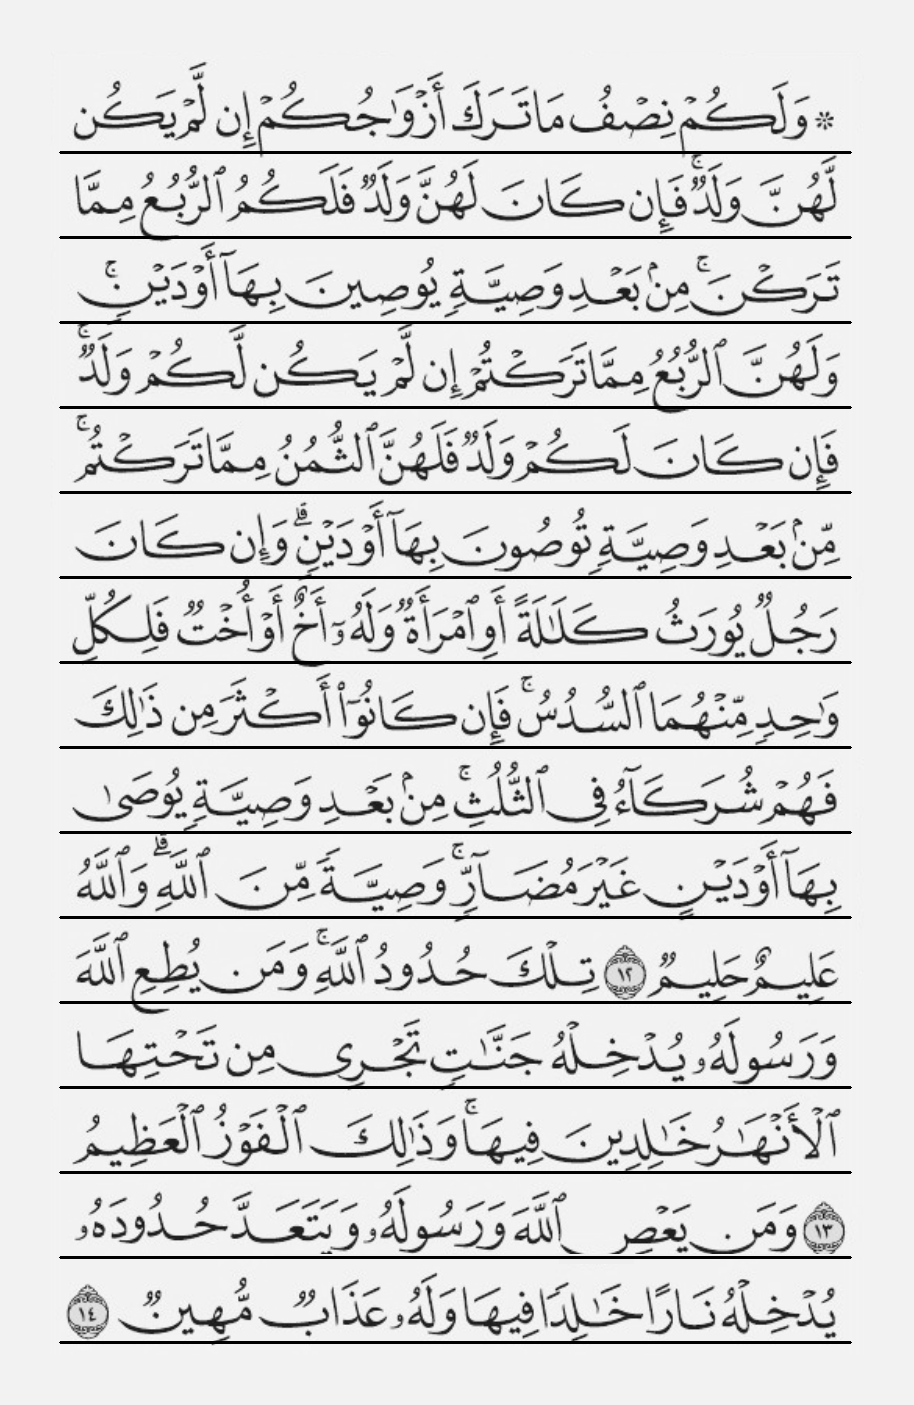 ۞ وَلَكُمْ نِصْفُ مَا تَرَكَ أَزْوَٰجُكُمْ إِن لَّمْ يَكُن
لَّهُنَّ وَلَدٌۚ فَإِن كَانَ لَهُنَّ وَلَدٌ فَلَكُمُ ٱلرُّبُعُ مِمَّا
تَرَكْنَۚ مِنۢ بَعْدِ وَصِيَّةٍ يُوصِينَ بِهَآ أَوْ دَيْنٍۚ
وَلَهُنَّ ٱلرُّبُعُ مِمَّا تَرَكْتُمْ إِن لَّمْ يَكُن لَّكُمْ وَلَدٌۚ
فَإِن كَانَ لَكُمْ وَلَدٌ فَلَهُنَّ ٱلثُّمُنُ مِمَّا تَرَكْتُمۚ
مِّنۢ بَعْدِ وَصِيَّةٍ تُوصُونَ بِهَآ أَوْ دَيْنٍۗ وَإِن كَانَ
رَجُلٌ يُورَثُ كَلَٰلَةً أَوِ ٱمْرَأَةٌ وَلَهُۥٓ أَخٌ أَوْ أُخْتٌ فَلِكُلِّ
وَٰحِدٍ مِّنْهُمَا ٱلسُّدُسُۚ فَإِن كَانُوٓا۟ أَكْثَرَ مِن ذَٰلِكَ
فَهُمْ شُرَكَآءُ فِى ٱلثُّلُثِۚ مِنۢ بَعْدِ وَصِيَّةٍ يُوصَىٰ
بِهَآ أَوْ دَيْنٍ غَيْرَ مُضَآرٍّۚ وَصِيَّةً مِّنَ ٱللَّهِۗ وَٱللَّهُ
عَلِيمٌ حَلِيمٌ ١٢ تِلْكَ حُدُودُ ٱللَّهِۚ وَمَن يُطِعِ ٱللَّهَ
وَرَسُولَهُۥ يُدْخِلْهُ جَنَّٰتٍ تَجْرِى مِن تَحْتِهَا
ٱلْأَنْهَٰرُ خَٰلِدِينَ فِيهَاۚ وَذَٰلِكَ ٱلْفَوْزُ ٱلْعَظِيمُ
١٣ وَمَن يَعْصِ ٱللَّهَ وَرَسُولَهُۥ وَيَتَعَدَّ حُدُودَهُۥ
يُدْخِلْهُ نَارًا خَٰلِدًا فِيهَا وَلَهُۥ عَذَابٌ مُّهِينٌ ١٤